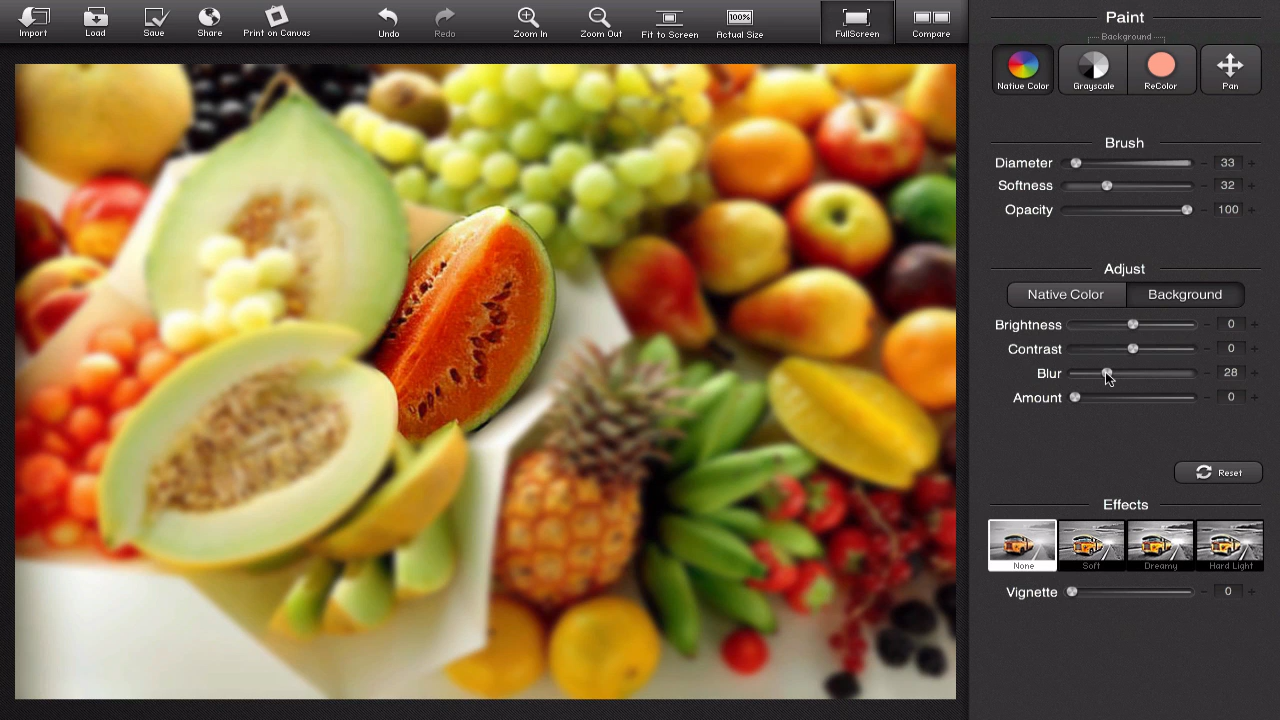 Import Load Save Share Print on Canvas Undo Redo Zoom In Zoom Out Fit to Screen 100% Actual Size FullScreen Compare
Paint
Background
Native Color Grayscale ReColor Pan
Brush
Diameter - 33 +
Softness - 32 +
Opacity - 100 +
Adjust
Native Color Background
Brightness - 0 +
Contrast - 0 +
Blur - 28 +
Amount - 0 +
Reset
Effects
None Soft Dreamy Hard Light
Vignette - 0 +